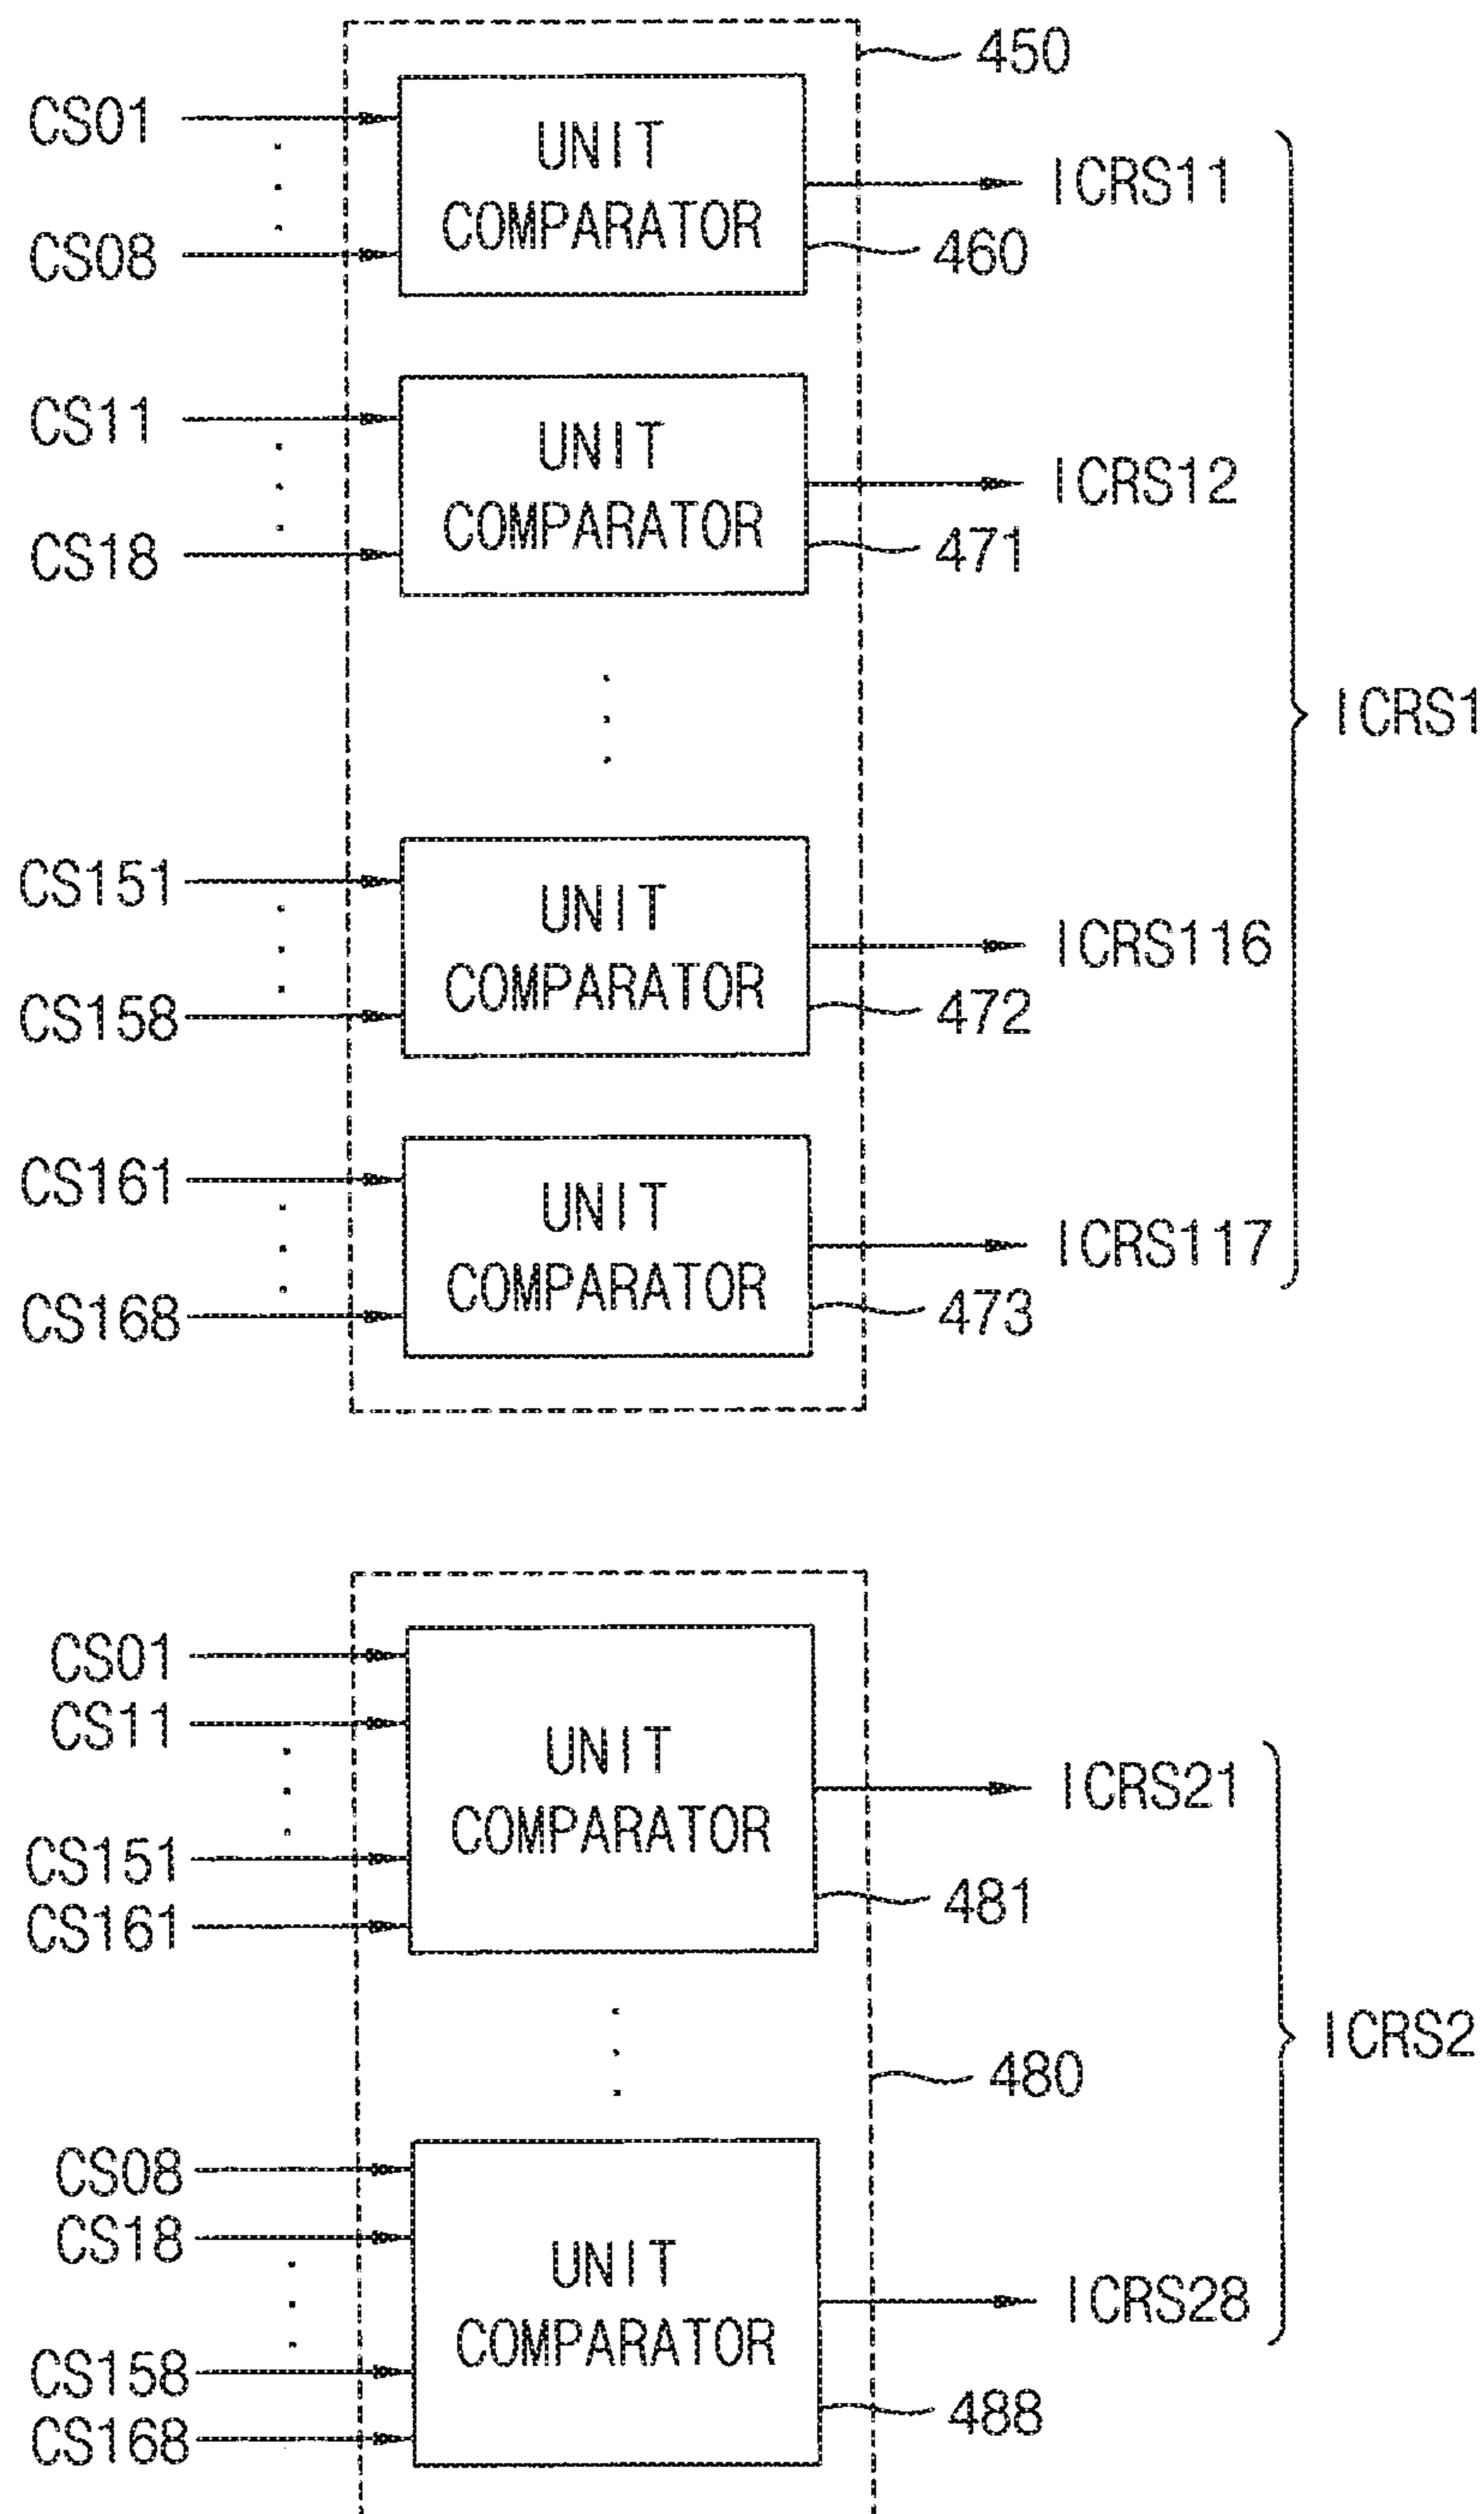 450
CS01
UNIT
COMPARATOR
ICRS11
CS08
460
CS11
UNIT
COMPARATOR
ICRS12
CS18
471
ICRS1
CS151
UNIT
COMPARATOR
ICRS116
CS158
472
CS161
UNIT
COMPARATOR
ICRS117
CS168
473
CS01
CS11
UNIT
COMPARATOR
ICRS21
CS151
CS161
481
ICRS2
480
CS08
CS18
UNIT
COMPARATOR
ICRS28
CS158
CS168
488